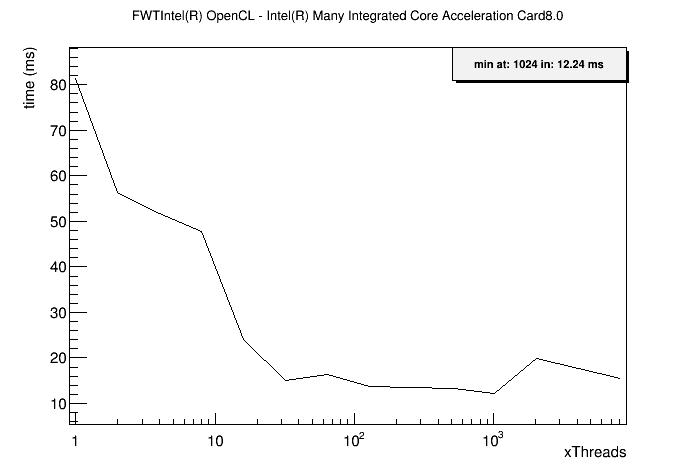 FWTIntel(R) OpenCL - Intel(R) Many Integrated Core Acceleration Card8.0
time (ms)
min at: 1024 in: 12.24 ms
80
70
60
50
40
30
20
10
1 10 10² 10³
xThreads